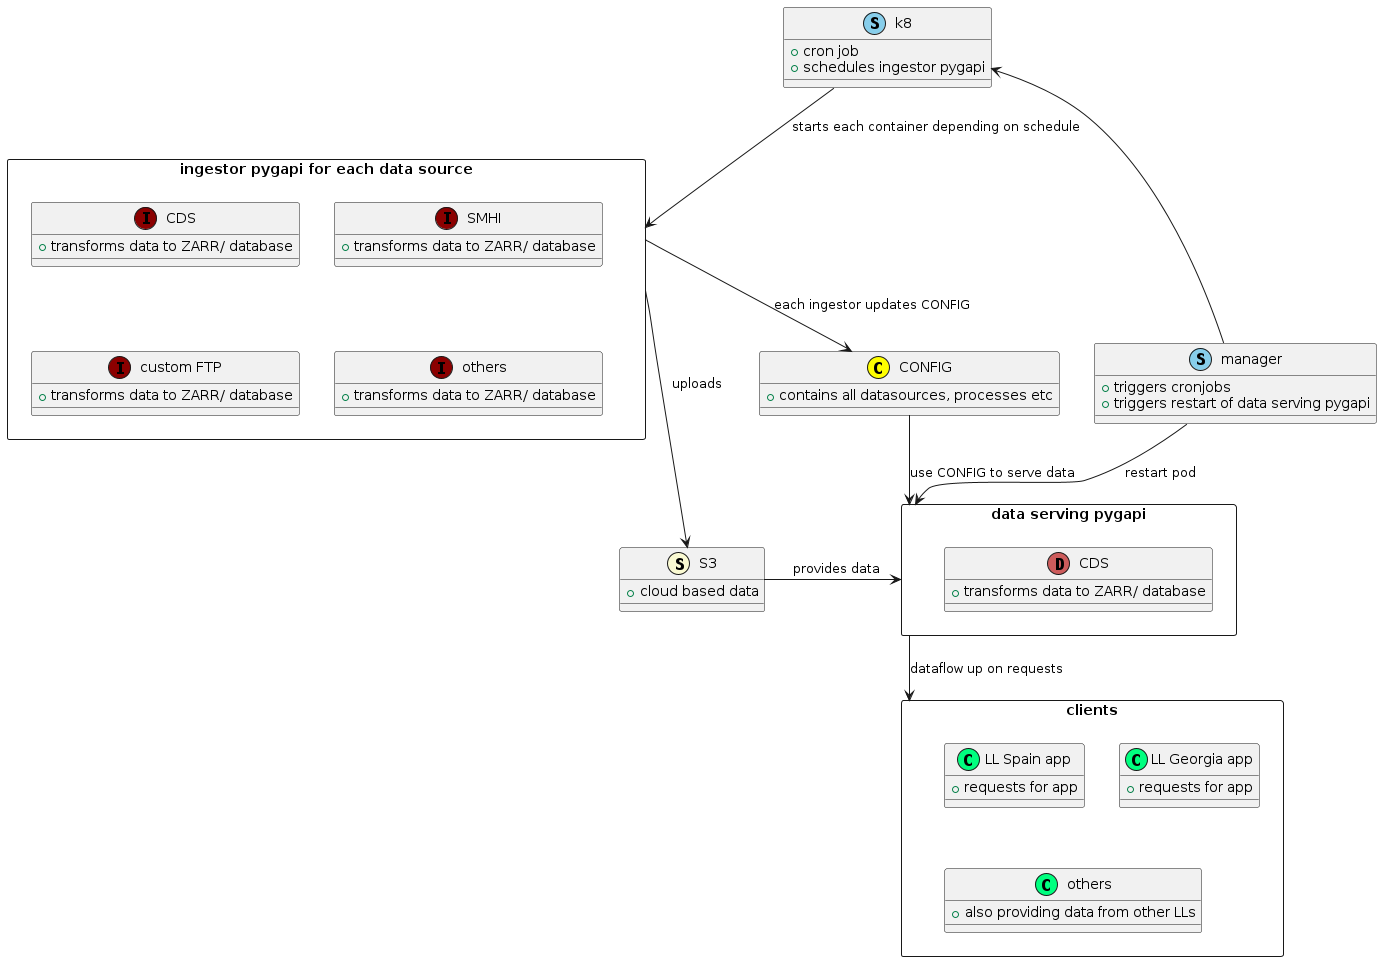 S k8
cron job
schedules ingestor pygapi
starts each container depending on schedule
ingestor pygapi for each data source
I CDS
transforms data to ZARR/ database
I SMHI
transforms data to ZARR/ database
I custom FTP
transforms data to ZARR/ database
I others
transforms data to ZARR/ database
each ingestor updates CONFIG
uploads
C CONFIG
contains all datasources, processes etc
S manager
triggers cronjobs
triggers restart of data serving pygapi
use CONFIG to serve data
restart pod
S S3
cloud based data
provides data
data serving pygapi
D CDS
transforms data to ZARR/ database
dataflow up on requests
clients
C LL Spain app
requests for app
C LL Georgia app
requests for app
C others
also providing data from other LLs